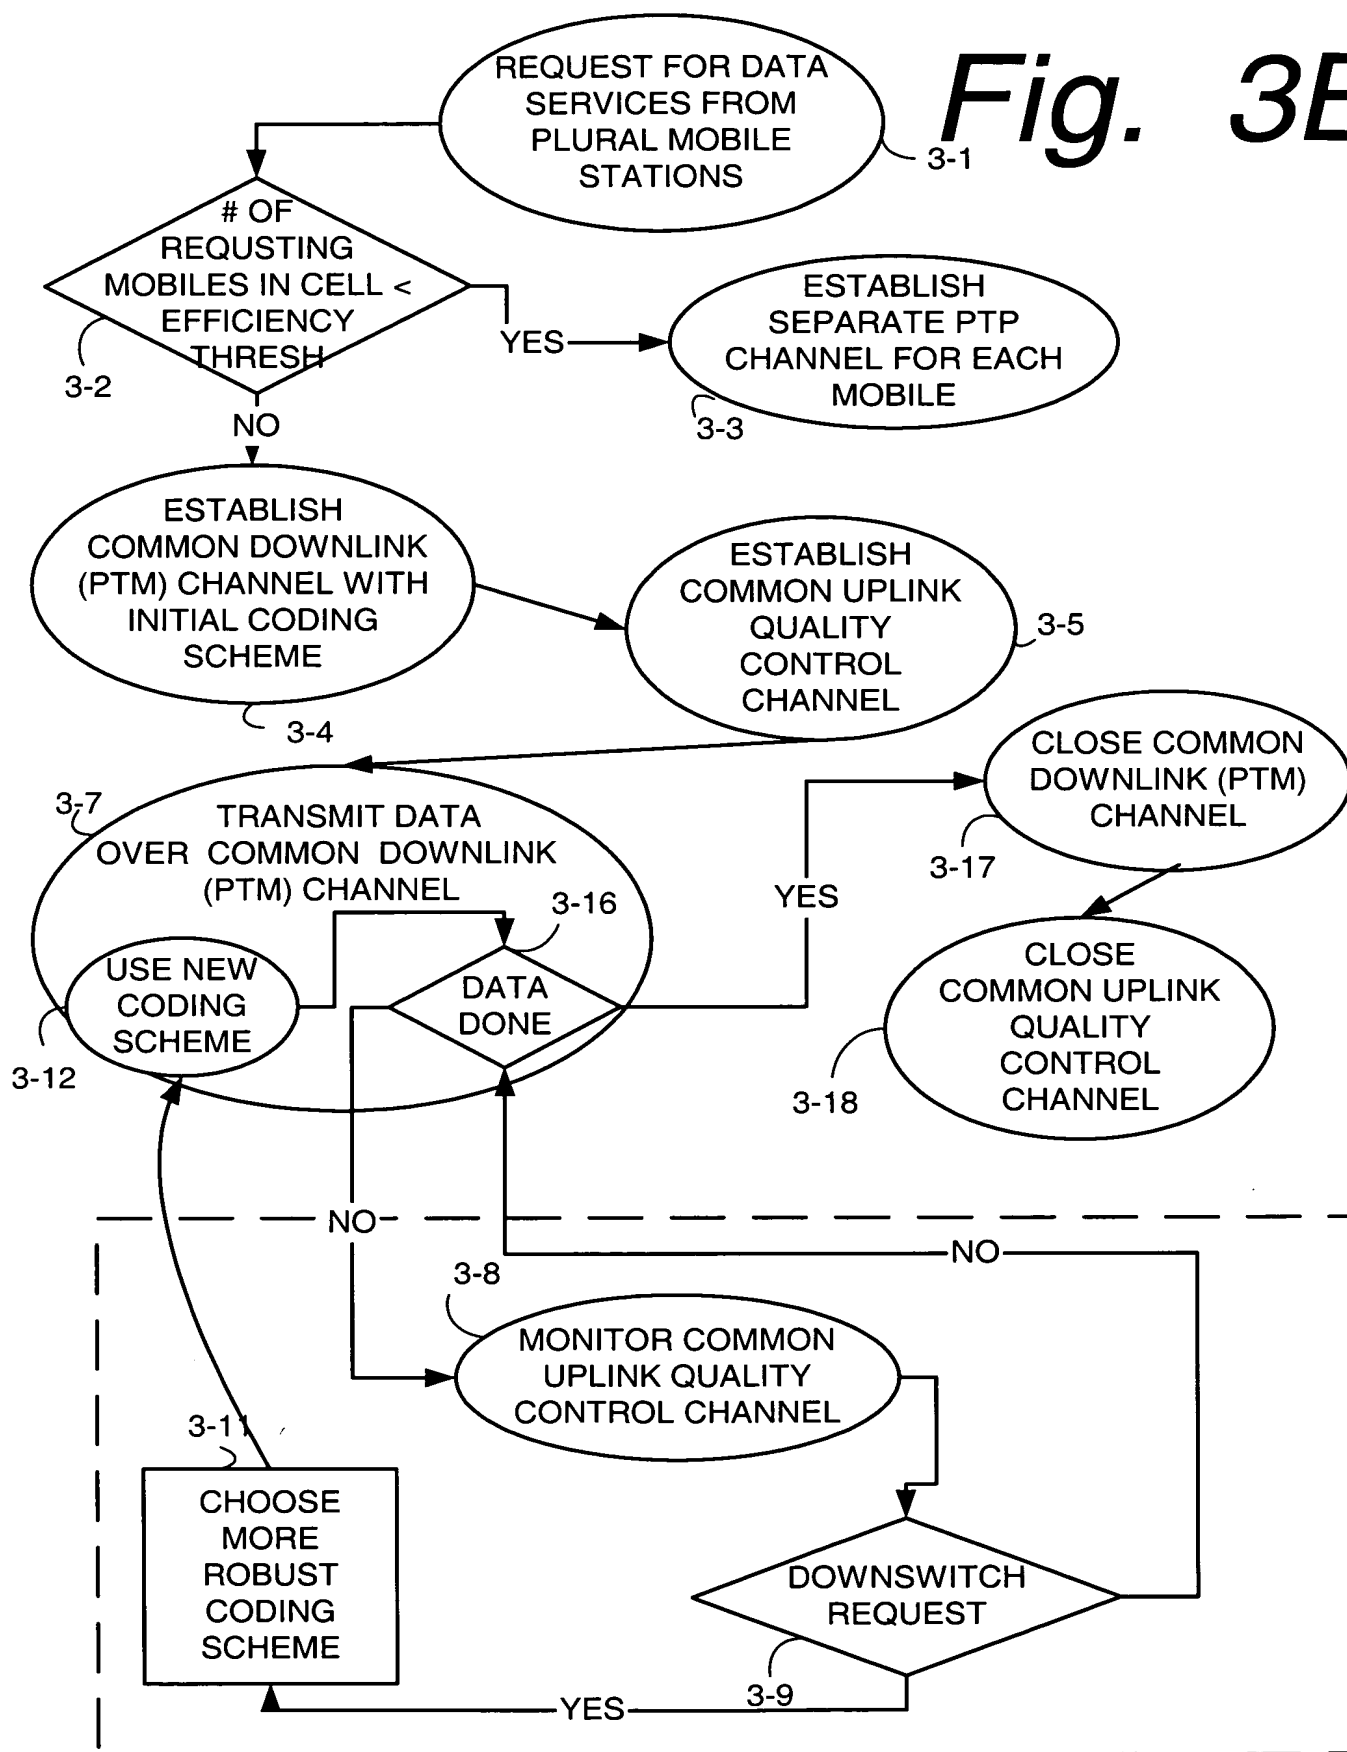 REQUEST FOR DATA
SERVICES FROM
PLURAL MOBILE
STATIONS
3-1
Fig. 3B
# OF
REQUSTING
MOBILES IN CELL <
EFFICIENCY
THRESH
3-2
YES
ESTABLISH
SEPARATE PTP
CHANNEL FOR EACH
MOBILE
3-3
NO
ESTABLISH
COMMON DOWNLINK
(PTM) CHANNEL WITH
INITIAL CODING
SCHEME
3-4
ESTABLISH
COMMON UPLINK
QUALITY
CONTROL
CHANNEL
3-5
3-7
TRANSMIT DATA
OVER COMMON DOWNLINK
(PTM) CHANNEL
3-16
USE NEW
CODING
SCHEME
3-12
DATA
DONE
YES
CLOSE COMMON
DOWNLINK (PTM)
CHANNEL
3-17
CLOSE
COMMON UPLINK
QUALITY
CONTROL
CHANNEL
3-18
NO
NO
3-8
MONITOR COMMON
UPLINK QUALITY
CONTROL CHANNEL
3-11
CHOOSE
MORE
ROBUST
CODING
SCHEME
DOWNSWITCH
REQUEST
3-9
YES